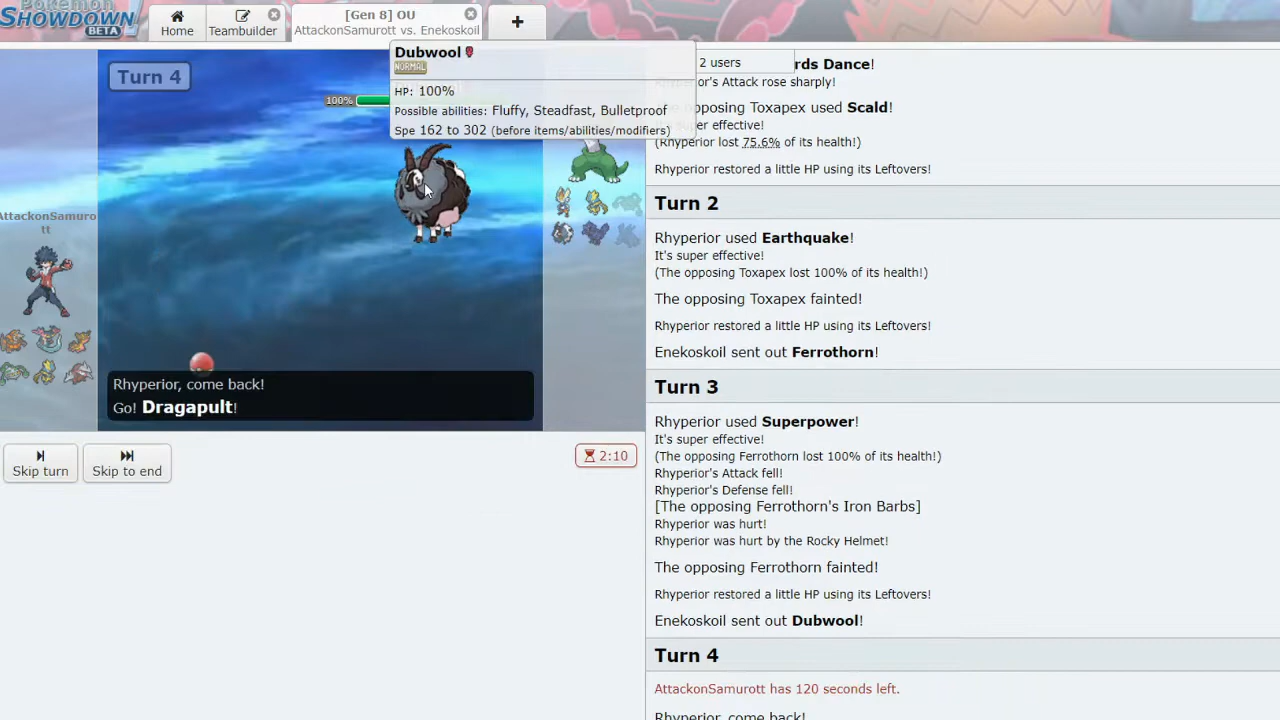 Pokémon
SHOWDOWN
BETA
Home
Teambuilder
[Gen 8] OU
AttackonSamurott vs. Enekoskoil
+
Turn 4
100%
Dubwool
NORMAL
HP: 100%
Possible abilities: Fluffy, Steadfast, Bulletproof
Spe 162 to 302 (before items/abilities/modifiers)
AttackonSamuro
tt
Rhyperior, come back!
Go! Dragapult!
Skip turn
Skip to end
2:10
2 users
rds Dance!
Rhyperior's Attack rose sharply!
opposing Toxapex used Scald!
super effective!
(Rhyperior lost 75.6% of its health!)
Rhyperior restored a little HP using its Leftovers!
Turn 2
Rhyperior used Earthquake!
It's super effective!
(The opposing Toxapex lost 100% of its health!)
The opposing Toxapex fainted!
Rhyperior restored a little HP using its Leftovers!
Enekoskoil sent out Ferrothorn!
Turn 3
Rhyperior used Superpower!
It's super effective!
(The opposing Ferrothorn lost 100% of its health!)
Rhyperior's Attack fell!
Rhyperior's Defense fell!
[The opposing Ferrothorn's Iron Barbs]
Rhyperior was hurt!
Rhyperior was hurt by the Rocky Helmet!
The opposing Ferrothorn fainted!
Rhyperior restored a little HP using its Leftovers!
Enekoskoil sent out Dubwool!
Turn 4
AttackonSamurott has 120 seconds left.
Rhyperior, come back!